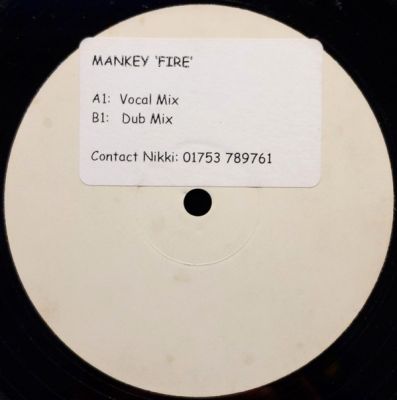 MANKEY 'FIRE'
A1: Vocal Mix
B1: Dub Mix
Contact Nikki: 01753 789761